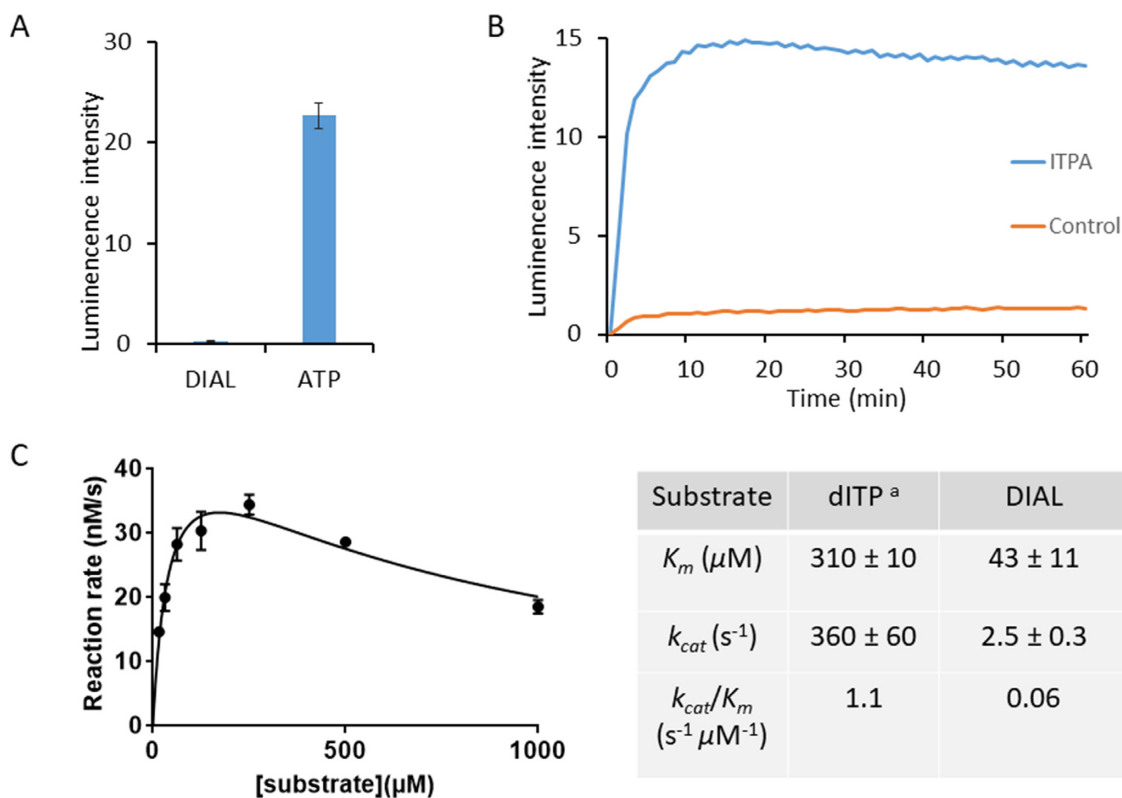 A
Luminencence intensity
30
20
10
0
DIAL ATP
B
Luminencence intensity
15
10
5
0
0 10 20 30 40 50 60
Time (min)
ITPA
Control
C
Reaction rate (nM/s)
40
30
20
10
0
0 500 1000
[substrate](μM)
Substrate dITP a DIAL
Km (μM) 310 ± 10 43 ± 11
kcat (s-1) 360 ± 60 2.5 ± 0.3
kcat/Km 1.1 0.06
(s-1 μM-1)